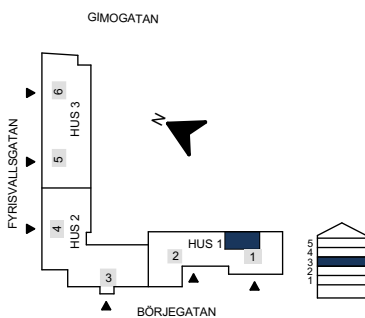 GIMOGATAN
6
HUS 3
FYRISVALLSGATAN
5
N
4
HUS 2
HUS 1
2
1
3
BÖRJEGATAN
5
4
3
2
1